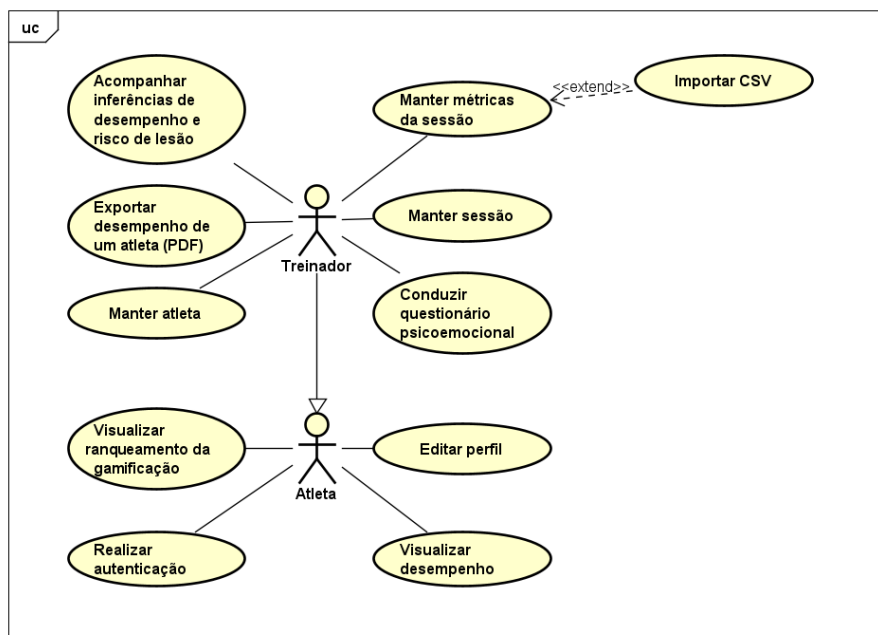 uc
Acompanhar
inferências de
desempenho e
risco de lesão
Manter métricas
da sessão
<<extend>>
Importar CSV
Exportar
desempenho de
um atleta (PDF)
Manter sessão
Treinador
Manter atleta
Conduzir
questionário
psicoemocional
Visualizar
ranqueamento da
gamificação
Editar perfil
Atleta
Realizar
autenticação
Visualizar
desempenho